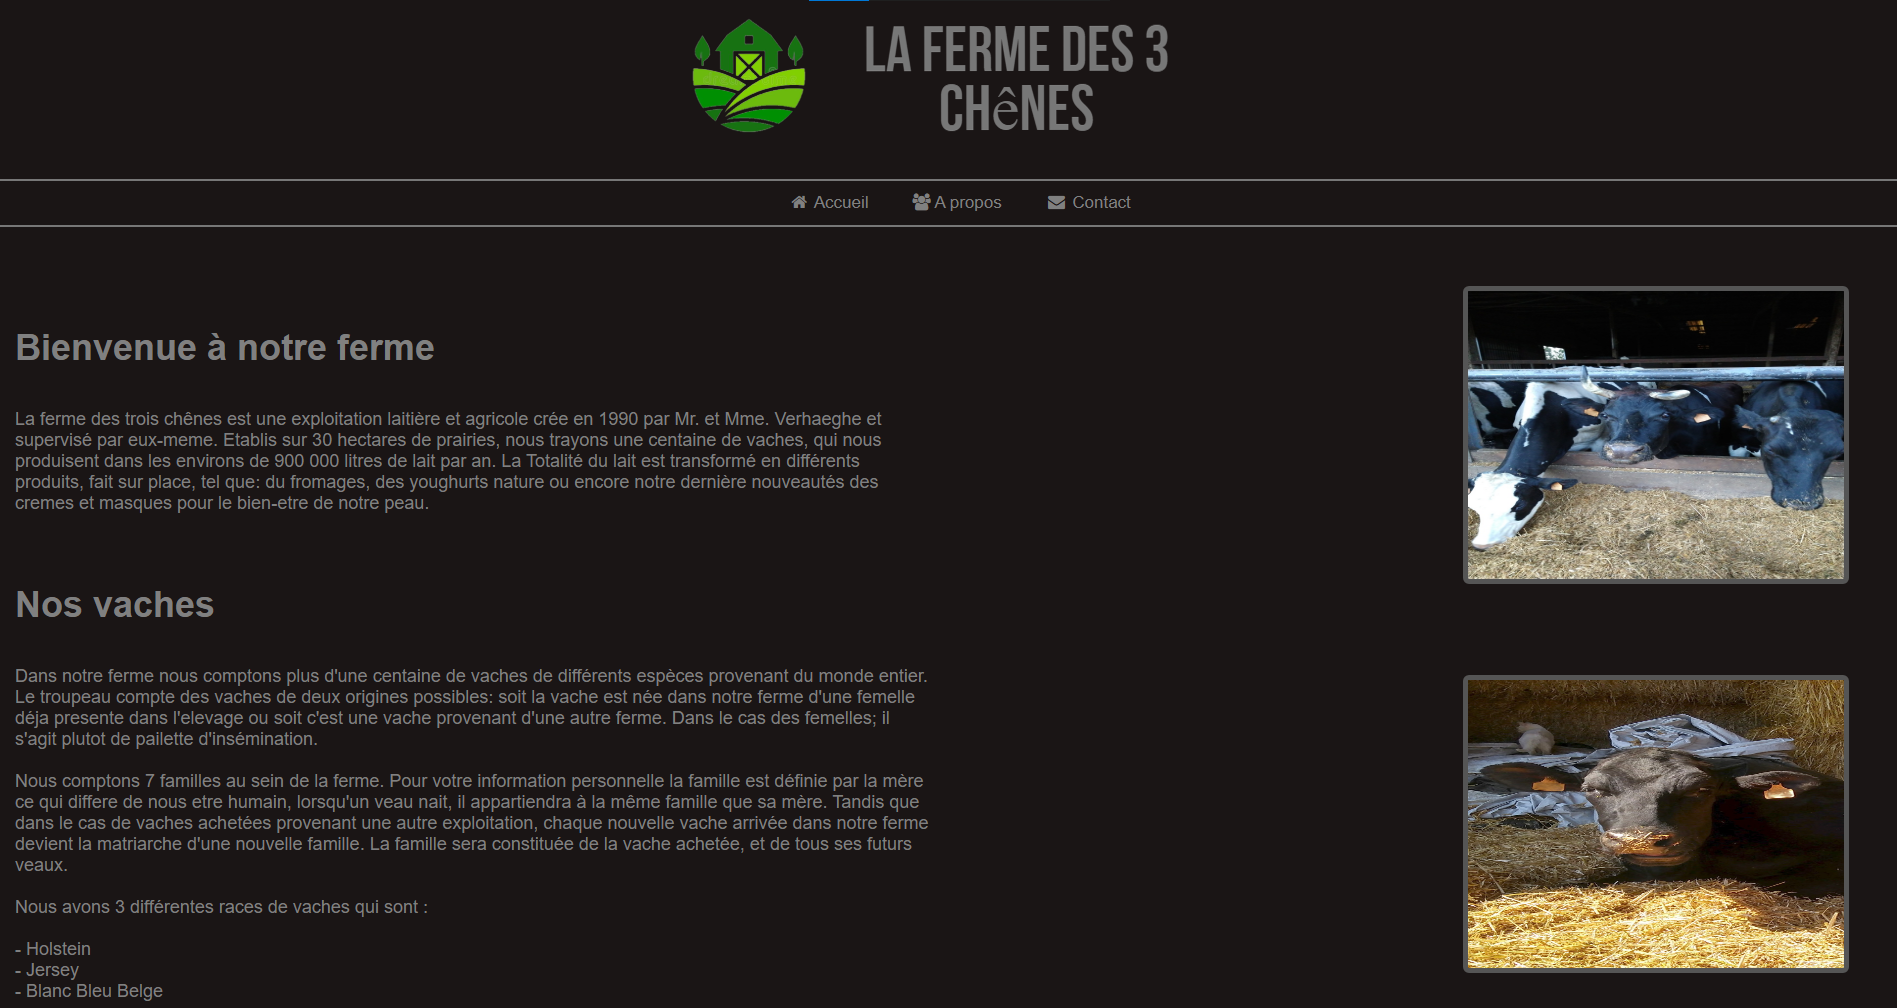 LA FERME DES 3
CHêNES
Accueil A propos Contact
Bienvenue à notre ferme
La ferme des trois chênes est une exploitation laitière et agricole crée en 1990 par Mr. et Mme. Verhaeghe et
supervisé par eux-meme. Etablis sur 30 hectares de prairies, nous trayons une centaine de vaches, qui nous
produisent dans les environs de 900 000 litres de lait par an. La Totalité du lait est transformé en différents
produits, fait sur place, tel que: du fromages, des youghurts nature ou encore notre dernière nouveautés des
cremes et masques pour le bien-etre de notre peau.
Nos vaches
Dans notre ferme nous comptons plus d'une centaine de vaches de différents espèces provenant du monde entier.
Le troupeau compte des vaches de deux origines possibles: soit la vache est née dans notre ferme d'une femelle
déja presente dans l'elevage ou soit c'est une vache provenant d'une autre ferme. Dans le cas des femelles; il
s'agit plutot de pailette d'insémination.
Nous comptons 7 familles au sein de la ferme. Pour votre information personnelle la famille est définie par la mère
ce qui differe de nous etre humain, lorsqu'un veau nait, il appartiendra à la même famille que sa mère. Tandis que
dans le cas de vaches achetées provenant une autre exploitation, chaque nouvelle vache arrivée dans notre ferme
devient la matriarche d'une nouvelle famille. La famille sera constituée de la vache achetée, et de tous ses futurs
veaux.
Nous avons 3 différentes races de vaches qui sont :
- Holstein
- Jersey
- Blanc Bleu Belge